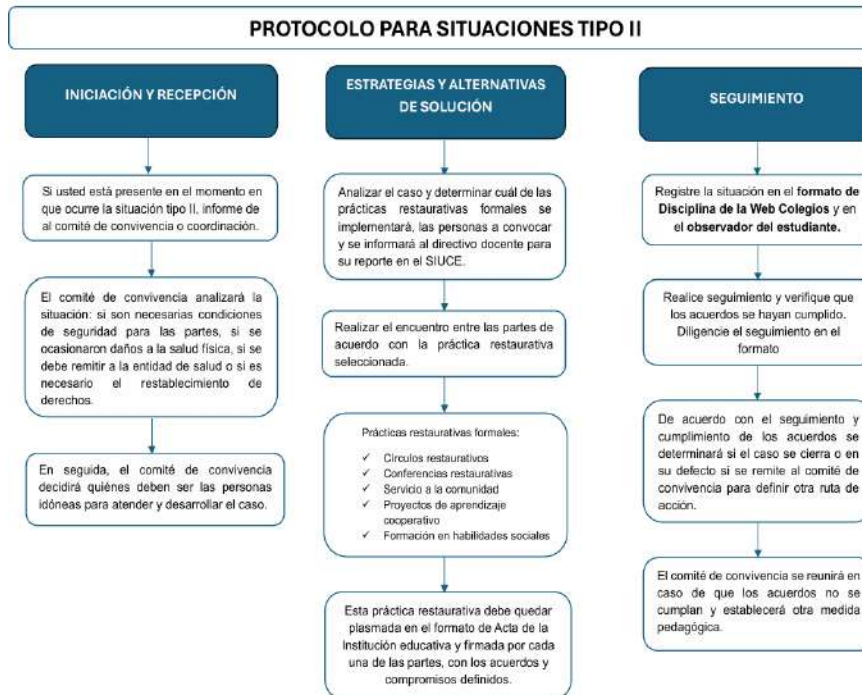 PROTOCOLO PARA SITUACIONES TIPO II
INICIACIÓN Y RECEPCIÓN
Si usted está presente en el momento en
que ocurre la situación tipo II, informe de
al comité de convivencia o coordinación.
El comité de convivencia analizará la
situación: si son necesarias condiciones
de seguridad para las partes, si se
ocasionaron daños a la salud física, si se
debe remitir a la entidad de salud o si es
necesario el restablecimiento de
derechos.
En seguida, el comité de convivencia
decidirá quiénes deben ser las personas
idóneas para atender y desarrollar el caso.
ESTRATEGIAS Y ALTERNATIVAS
DE SOLUCIÓN
Analizar el caso y determinar cuál de las
prácticas restaurativas formales se
implementará, las personas a convocar
y se informará al directivo docente para
su reporte en el SIUCE.
Realizar el encuentro entre las partes de
acuerdo con la práctica restaurativa
seleccionada.
Prácticas restaurativas formales:
✓ Círculos restaurativos
✓ Conferencias restaurativas
✓ Servicio a la comunidad
✓ Proyectos de aprendizaje
cooperativo
✓ Formación en habilidades sociales
Esta práctica restaurativa debe quedar
plasmada en el formato de Acta de la
Institución educativa y firmada por cada
una de las partes, con los acuerdos y
compromisos definidos.
SEGUIMIENTO
Registre la situación en el formato de
Disciplina de la Web Colegios y en
el observador del estudiante.
Realice seguimiento y verifique que
los acuerdos se hayan cumplido.
Diligencie el seguimiento en el
formato
De acuerdo con el seguimiento y
cumplimiento de los acuerdos se
determinará si el caso se cierra o en
su defecto si se remite al comité de
convivencia para definir otra ruta de
acción.
El comité de convivencia se reunirá en
caso de que los acuerdos no se
cumplan y establecerá otra medida
pedagógica.